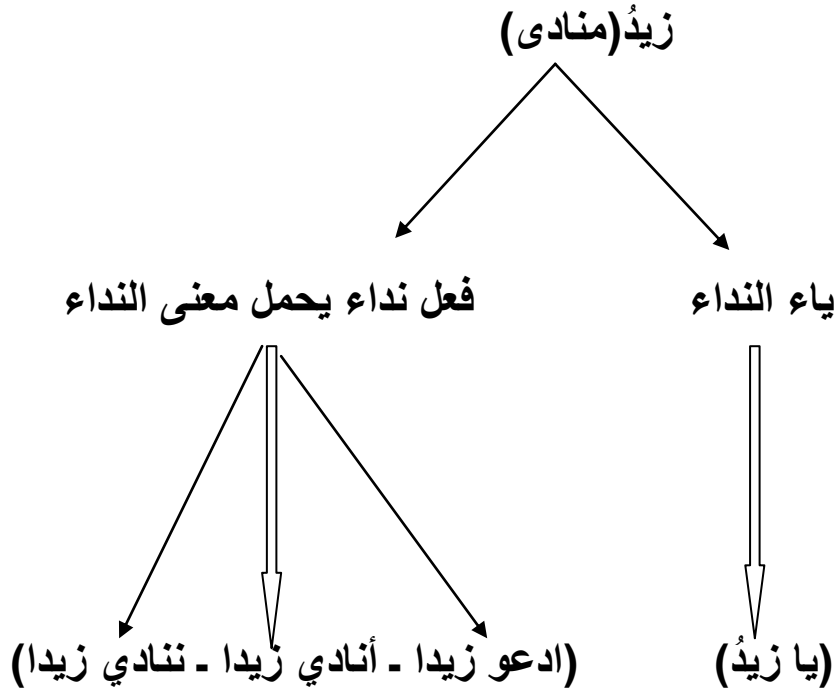 زيدُ(منادى)
ياء النداء
فعل نداء يحمل معنى النداء
(يا زيدُ)
(ادعو زيدا ـ أنادي زيدا ـ ننادي زيدا)